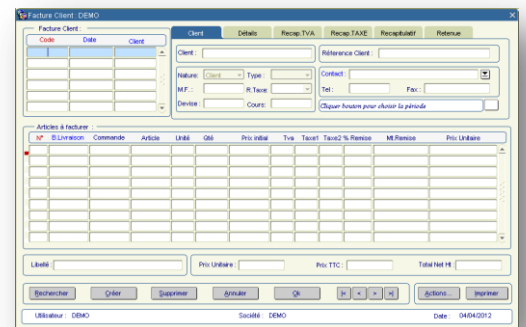 Facture Client : DEMO
Facture Client :
Code Date Client
Client Détails Recap.TVA Recap.TAXE Recapitulatif Retenue
Client : Réference Client :
Nature: Client Type : Contact :
M.F. : R.Taxe: Tel : Fax :
Devise : Cours: Cliquer bouton pour choisir la période
Articles à facturer :
N° B.Livraison Commande Article Unité Qté Prix initial Tva Taxe1 Taxe2 % Remise Mt.Remise Prix Unitaire
Libellé : Prix Unitaire : Prix TTC : Total Net Ht :
Rechercher Créer Supprimer Annuler Ok |< < > >| Actions... Imprimer
Utilisateur : DEMO Société : DEMO Date : 04/04/2012